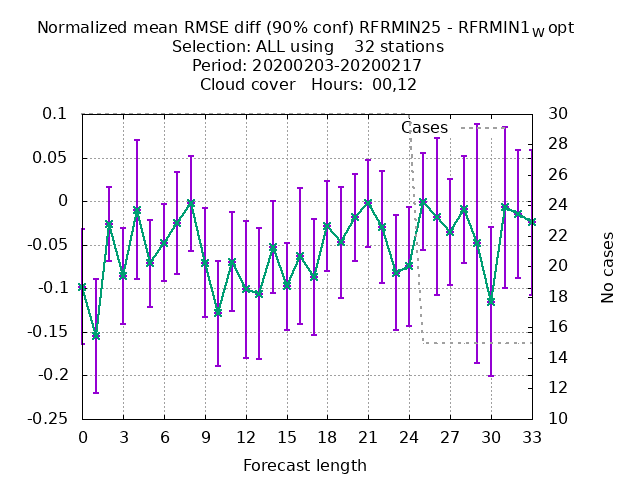 Normalized mean RMSE diff (90% conf) RFRMIN25 - RFRMIN1w opt
Selection: ALL using    32 stations
Period: 20200203-20200217
Cloud cover   Hours:  00,12
Cases
0.1
0.05
0
-0.05
-0.1
-0.15
-0.2
-0.25
30
28
26
24
22
20
18
16
14
12
10
No cases
0 3 6 9 12 15 18 21 24 27 30 33
Forecast length